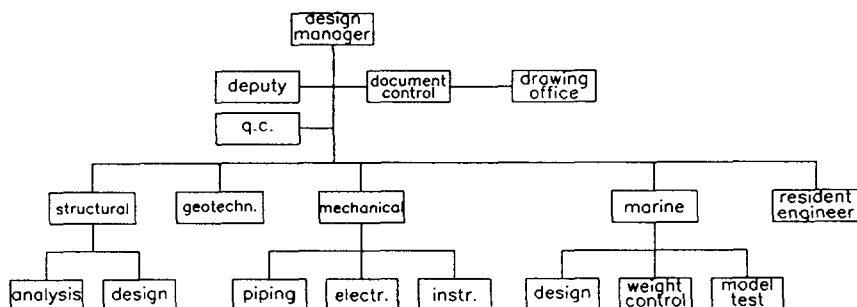 design
manager
deputy
document
control
drawing
office
q.c.
structural
geotechn.
mechanical
marine
resident
engineer
analysis
design
piping
electr.
instr.
design
weight
control
model
test